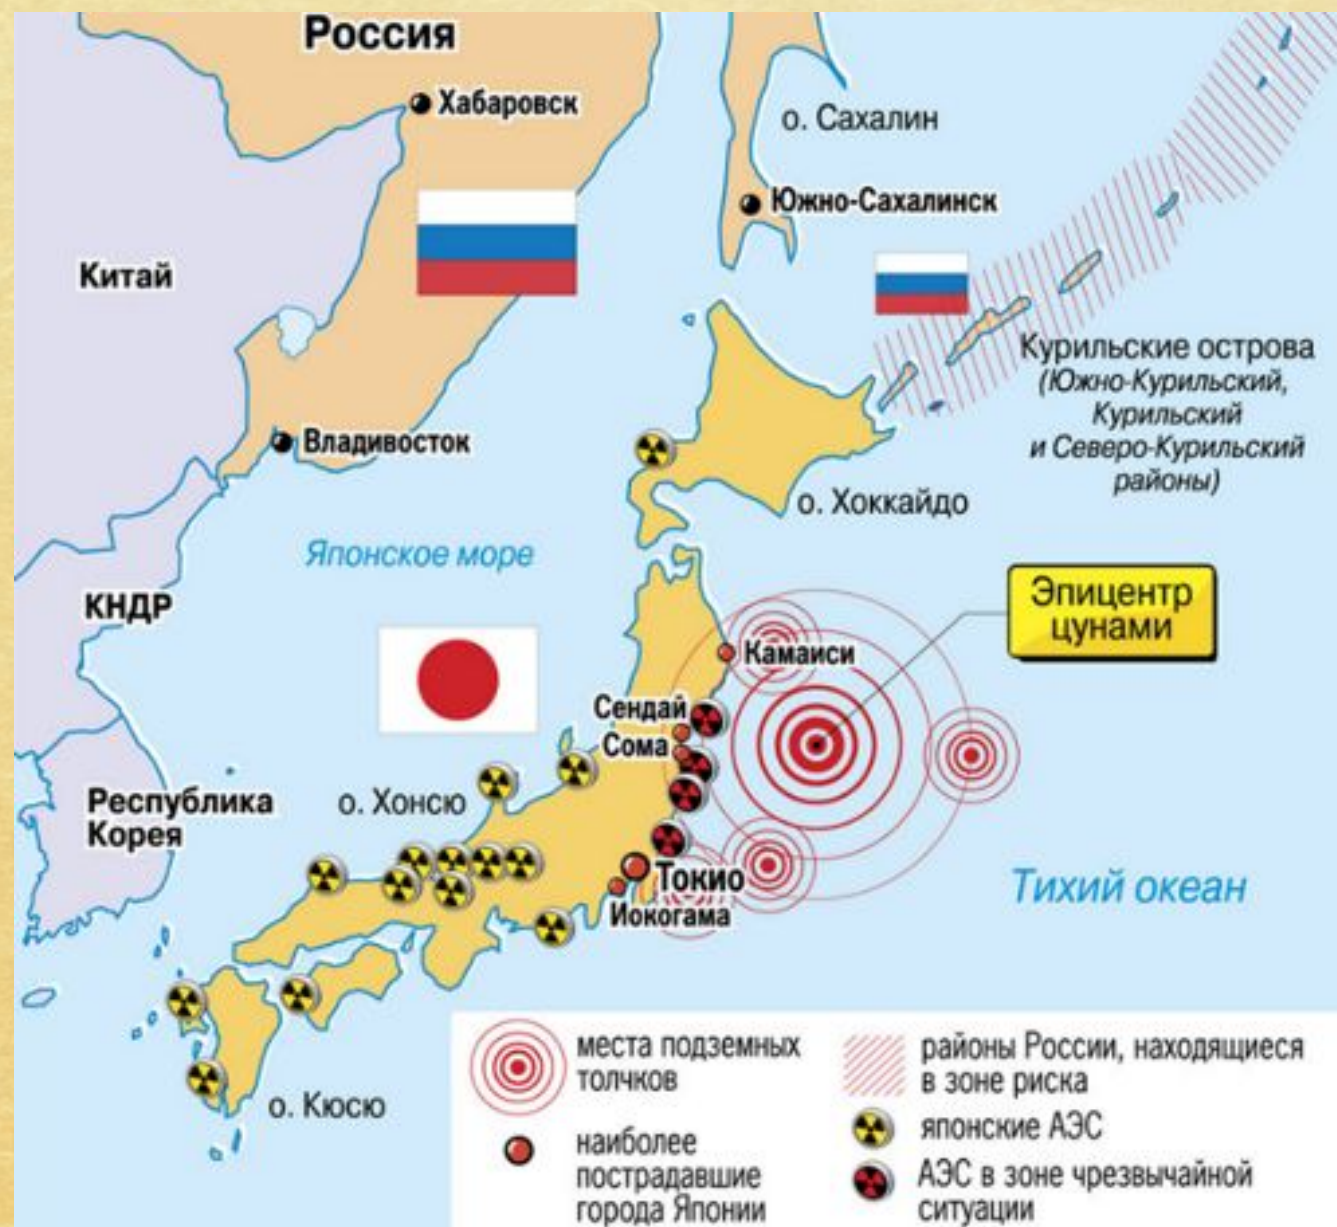 Россия
Хабаровск
о. Сахалин
Южно-Сахалинск
Китай
Курильские острова
(Южно-Курильский,
Курильский
и Северо-Курильский
районы)
Владивосток
о. Хоккайдо
Японское море
Эпицентр
цунами
КНДР
Камаиси
Сендай
Сома
о. Хонсю
Республика
Корея
Токио
Иокогама
Тихий океан
о. Кюсю
места подземных
толчков
наиболее
пострадавшие
города Японии
районы России, находящиеся
в зоне риска
японские АЭС
АЭС в зоне чрезвычайной
ситуации